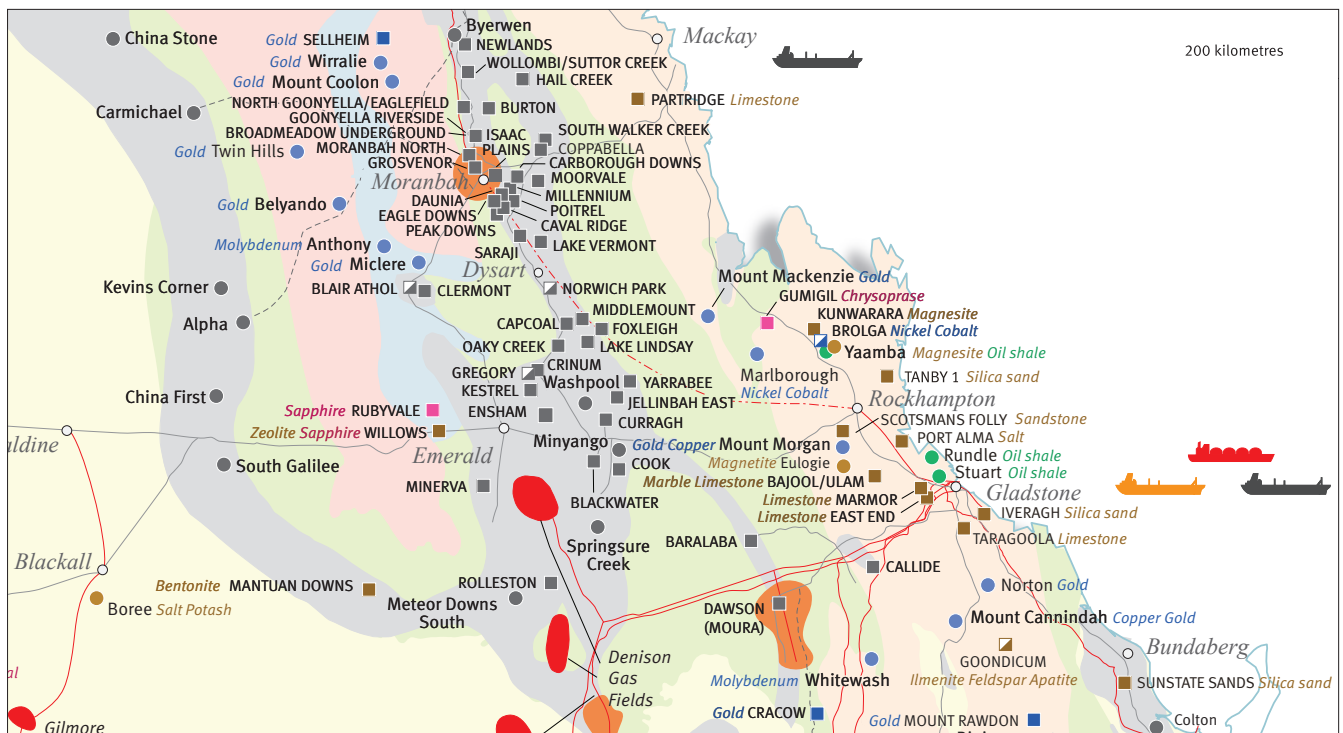 Byerwen
Mackay
China Stone
Gold SELLHEIM
NEWLANDS
200 kilometres
Gold Wirralie
WOLLOMBI/SUTTOR CREEK
Gold Mount Coolon
HAIL CREEK
NORTH GOONYELLA/EAGLEFIELD
BURTON
PARTRIDGE Limestone
Carmichael
GOONYELLA RIVERSIDE
BROADMEADOW UNDERGROUND
ISAAC
PLAINS
SOUTH WALKER CREEK
Gold Twin Hills
MORANBAH NORTH
COPPABELLA
GROSVENOR
CARBOROUGH DOWNS
Moranbah
MOORVALE
MILLENNIUM
Gold Belyando
DAUNIA
POITREL
EAGLE DOWNS
CAVAL RIDGE
PEAK DOWNS
Molybdenum Anthony
LAKE VERMONT
SARAJI
Gold Miclere
Dysart
Mount Mackenzie Gold
Kevins Corner
BLAIR ATHOL
CLERMONT
NORWICH PARK
GUMIGIL Chrysoprase
MIDDLEMOUNT
KUNWARARA Magnesite
Alpha
CAPCOAL
FOXLEIGH
BROLGA Nickel Cobalt
OAKY CREEK
LAKE LINDSAY
Yaamba Magnesite Oil shale
GREGORY
CRINUM
Marlborough
Nickel Cobalt
TANBY 1 Silica sand
Washpool
YARRABEE
KESTREL
China First
JELLINBAH EAST
Rockhampton
Sapphire RUBYVALE
ENSHAM
CURRAGH
SCOTSMANS FOLLY Sandstone
Zeolite Sapphire WILLOWS
PORT ALMA Salt
aldine
Minyango
Gold Copper Mount Morgan
Rundle Oil shale
Emerald
South Galilee
COOK
Magnetite Eulogie
Stuart Oil shale
MINERVA
Marble Limestone BAJOOL/ULAM
Gladstone
BLACKWATER
Limestone MARMOR
Limestone EAST END
IVERAGH Silica sand
TARAGOOLA Limestone
Springsure
Creek
BARALABA
Blackall
CALLIDE
Bentonite MANTUAN DOWNS
ROLLESTON
Norton Gold
Boree Salt Potash
Meteor Downs
South
DAWSON
(MOURA)
Mount Cannindah Copper Gold
Bundaberg
Denison
Gas
Fields
GOONDICUM
Ilmenite Feldspar Apatite
al
Molybdenum Whitewash
SUNSTATE SANDS Silica sand
Gold CRACOW
Gold MOUNT RAWDON
Colton
Gilmore